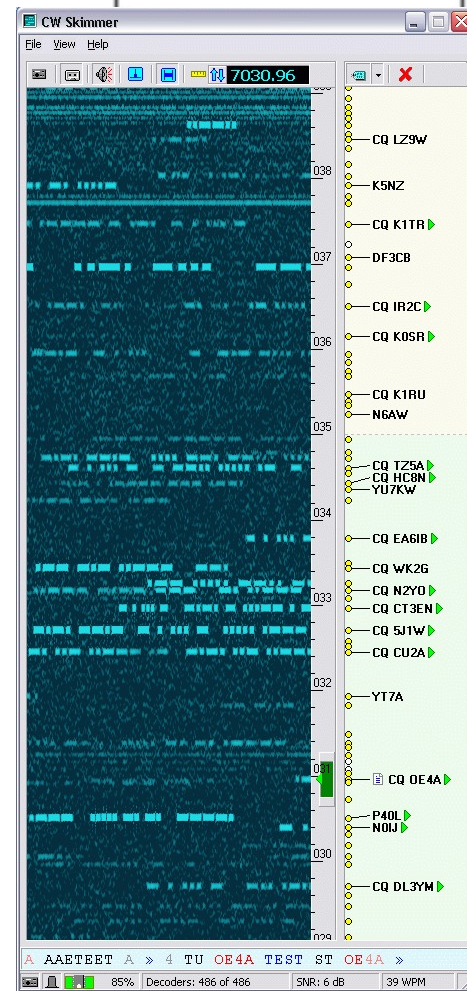 CW Skimmer
File View Help
7030.96
CQ LZ9W
038
K5NZ
CQ K1TR
037
DF3CB
CQ IR2C
036
CQ K0SR
CQ K1RU
N6AW
035
CQ TZ5A
CQ HC8N
YU7KW
034
CQ EA6IB
CQ WK2G
CQ N2YO
033
CQ CT3EN
CQ 5J1W
CQ CU2A
032
YT7A
031
CQ OE4A
P40L
N0IJ
030
CQ DL3YM
029
A AAETEET A » 4 TU OE4A TEST ST OE4A »
85% Decoders: 486 of 486 SNR: 6 dB 39 WPM